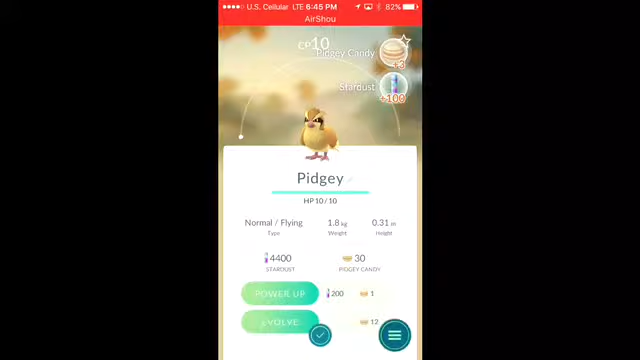 U.S. Cellular LTE 6:45 PM 82%
AirShou
CP10
Pidgey Candy +3
Stardust +100
Pidgey
HP 10 / 10
Normal / Flying 1.8 kg 0.31 m
Type Weight Height
4400 30
STARDUST PIDGEY CANDY
POWER UP 200 1
EVOLVE 12